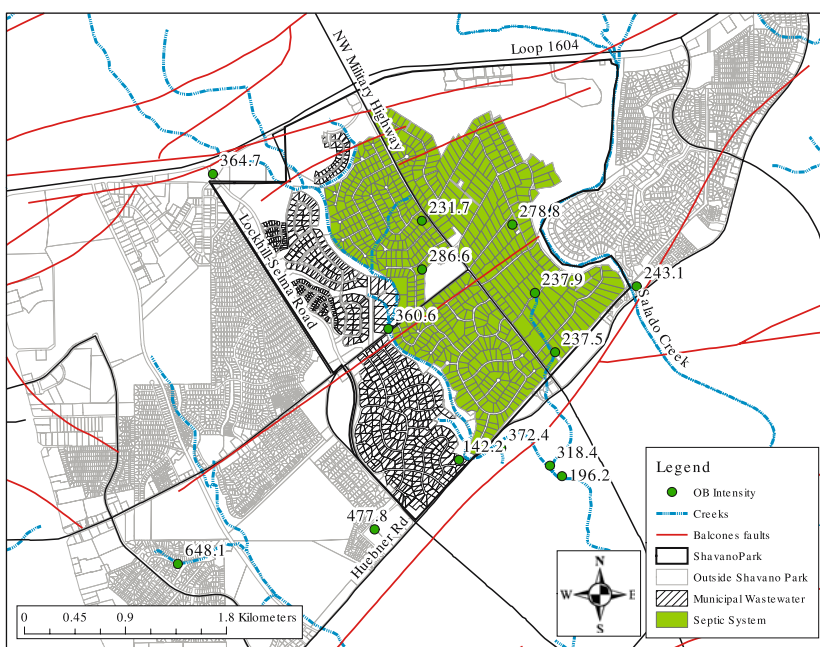 Loop 1604
NW Military Highway
364.7
231.7
278.8
Lockhill-Selma Road
286.6
237.9
243.1
Salado Creek
360.6
237.5
372.4
142.2
318.4
196.2
477.8
Huebner Rd
648.1
Legend
OB Intensity
Creeks
Balcones faults
ShavanoPark
Outside Shavano Park
Municipal Wastewater
Septic System
N
W E
S
0 0.45 0.9 1.8 Kilometers